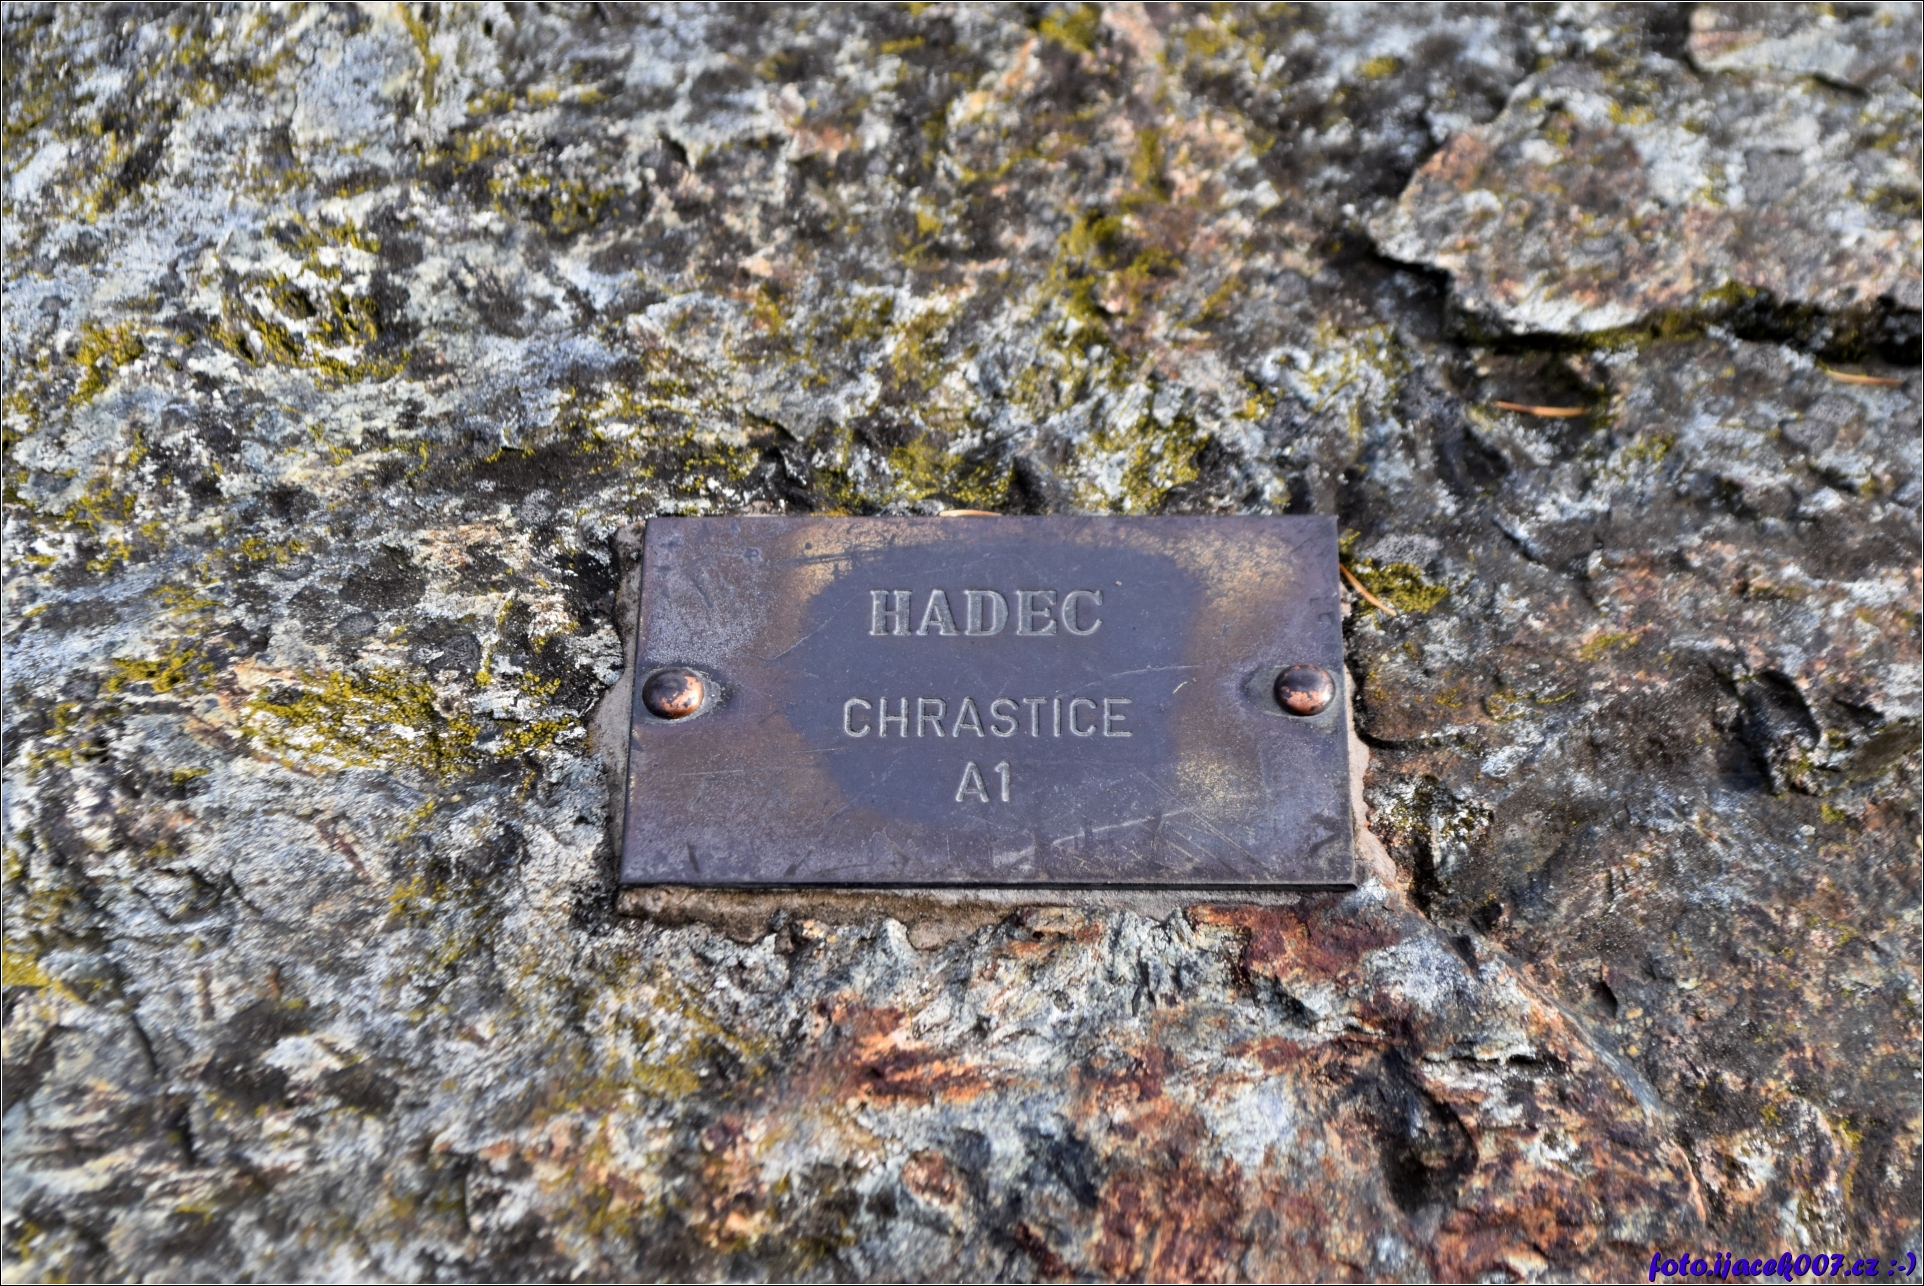 HADEC
CHRASTICE
A1
foto.ijacek007.cz :-)